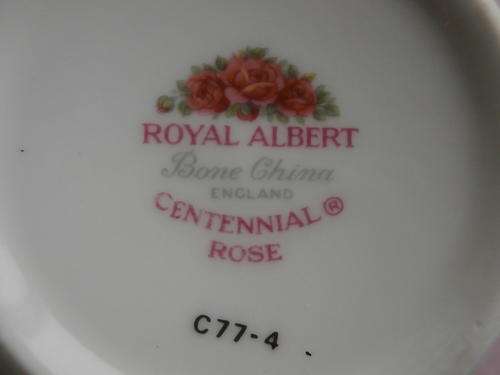 ROYAL ALBERT
Bone China
ENGLAND
CENTENNIAL ®
ROSE
C77-4